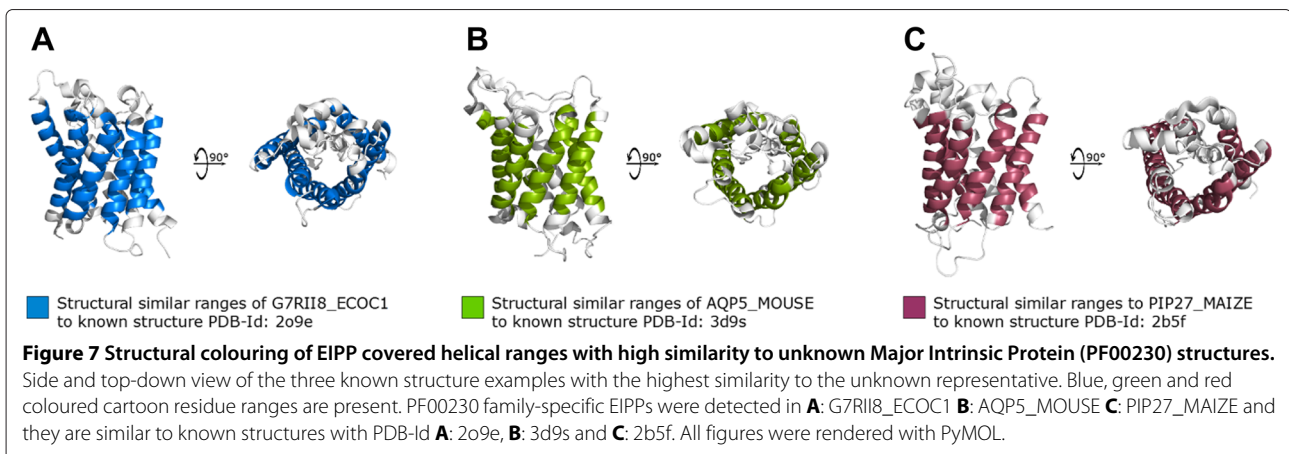 A
B
C
90°
90°
90°
Structural similar ranges of G7RII8_ECOC1
to known structure PDB-Id: 2o9e
Structural similar ranges of AQP5_MOUSE
to known structure PDB-Id: 3d9s
Structural similar ranges to PIP27_MAIZE
to known structure PDB-Id: 2b5f
Figure 7 Structural colouring of EIPP covered helical ranges with high similarity to unknown Major Intrinsic Protein (PF00230) structures.
Side and top-down view of the three known structure examples with the highest similarity to the unknown representative. Blue, green and red
coloured cartoon residue ranges are present. PF00230 family-specific EIPPs were detected in A: G7RII8_ECOC1 B: AQP5_MOUSE C: PIP27_MAIZE and
they are similar to known structures with PDB-Id A: 2o9e, B: 3d9s and C: 2b5f. All figures were rendered with PyMOL.